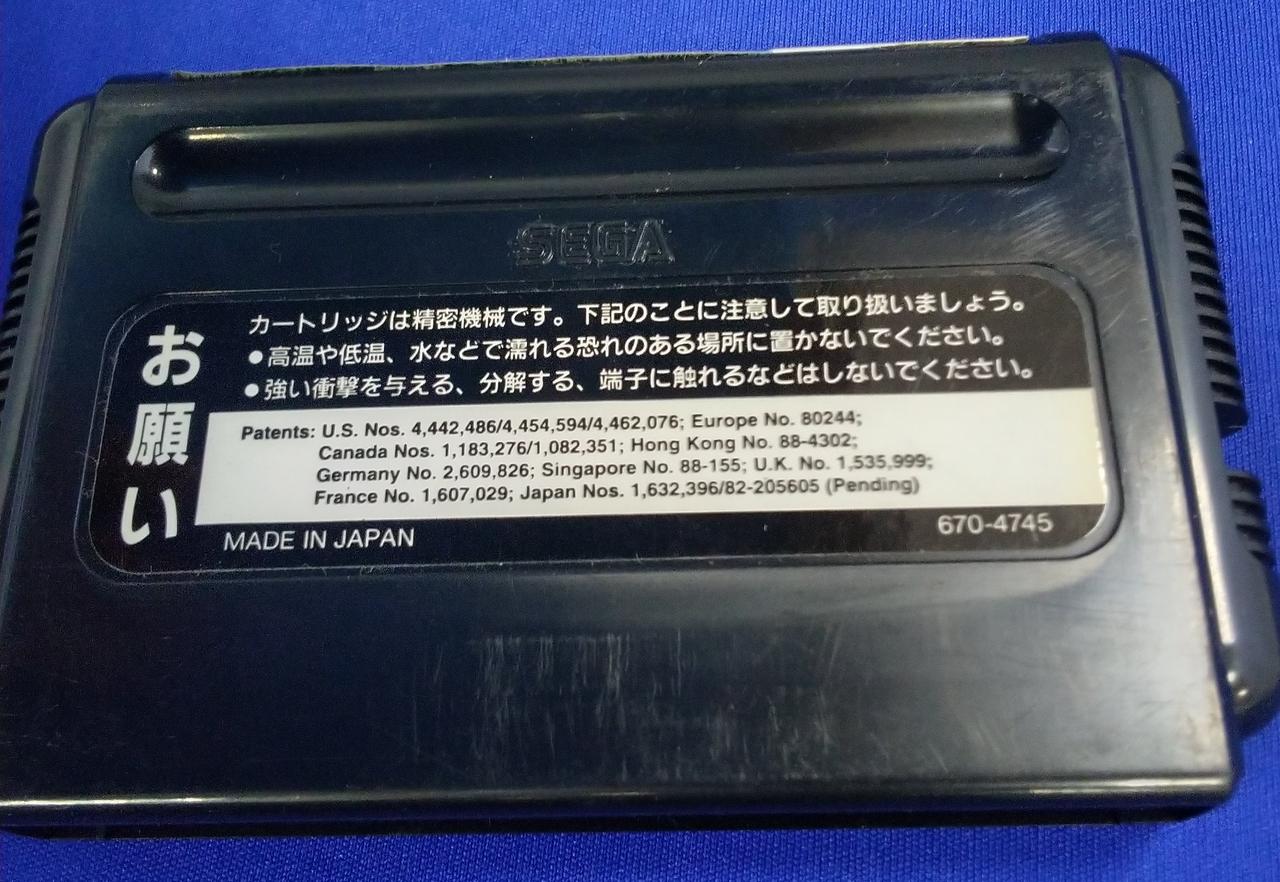 SEGA
お願い
カートリッジは精密機械です。下記のことに注意して取り扱いましょう。
●高温や低温、水などで濡れる恐れのある場所に置かないでください。
●強い衝撃を与える、分解する、端子に触れるなどはしないでください。
Patents: U.S. Nos. 4,442,486/4,454,594/4,462,076; Europe No. 80244;
Canada Nos. 1,183,276/1,082,351; Hong Kong No. 88-4302;
Germany No. 2,609,826; Singapore No. 88-155; U.K. No. 1,535,999;
France No. 1,607,029; Japan Nos. 1,632,396/82-205605 (Pending)
MADE IN JAPAN
670-4745